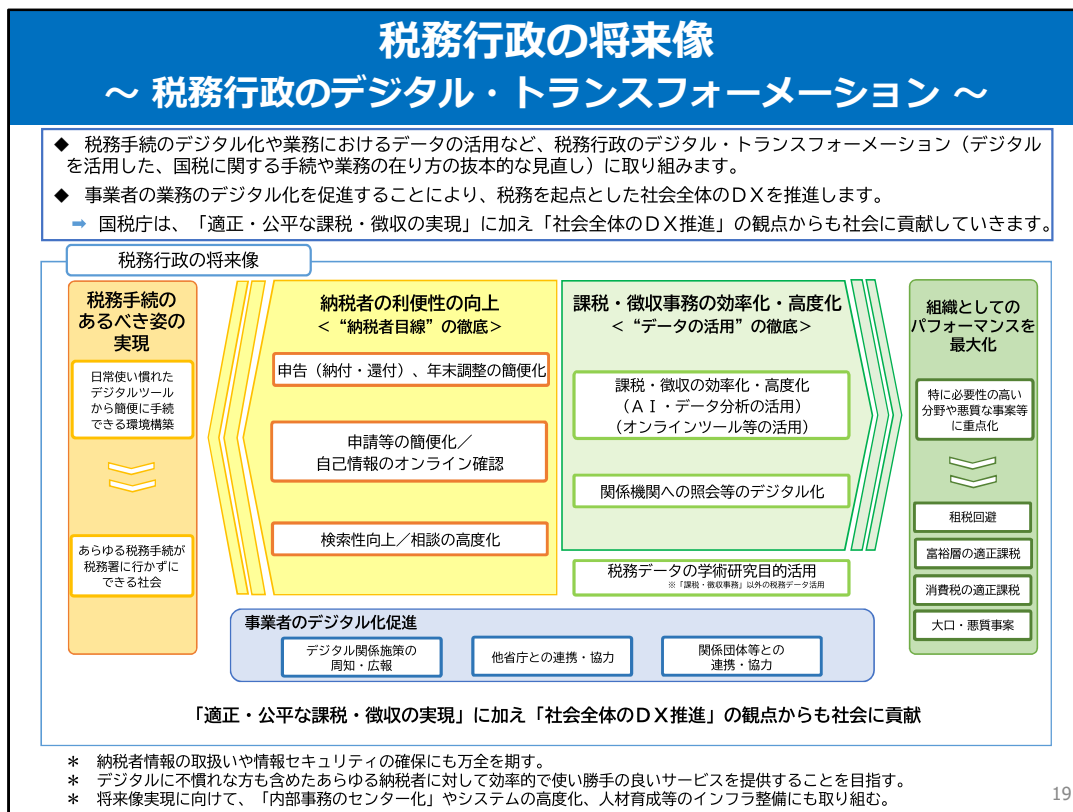 税務行政の将来像
～ 税務行政のデジタル・トランスフォーメーション ～
◆ 税務手続のデジタル化や業務におけるデータの活用など、税務行政のデジタル・トランスフォーメーション（デジタル
を活用した、国税に関する手続や業務の在り方の抜本的な見直し）に取り組みます。
◆ 事業者の業務のデジタル化を促進することにより、税務を起点とした社会全体のＤＸを推進します。
➡ 国税庁は、「適正・公平な課税・徴収の実現」に加え「社会全体のＤＸ推進」の観点からも社会に貢献していきます。
税務行政の将来像
税務手続の
あるべき姿の
実現
日常使い慣れた
デジタルツール
から簡便に手続
できる環境構築
あらゆる税務手続が
税務署に行かずに
できる社会
納税者の利便性の向上
＜“納税者目線”の徹底＞
申告（納付・還付）、年末調整の簡便化
申請等の簡便化／
自己情報のオンライン確認
検索性向上／相談の高度化
課税・徴収事務の効率化・高度化
＜“データの活用”の徹底＞
課税・徴収の効率化・高度化
（ＡＩ・データ分析の活用）
（オンラインツール等の活用）
関係機関への照会等のデジタル化
税務データの学術研究目的活用
※「課税・徴収事務」以外の税務データ活用
組織としての
パフォーマンスを
最大化
特に必要性の高い
分野や悪質な事案等
に重点化
租税回避
富裕層の適正課税
消費税の適正課税
大口・悪質事案
事業者のデジタル化促進
デジタル関係施策の
周知・広報
他省庁との連携・協力
関係団体等との
連携・協力
「適正・公平な課税・徴収の実現」に加え「社会全体のＤＸ推進」の観点からも社会に貢献
＊ 納税者情報の取扱いや情報セキュリティの確保にも万全を期す。
＊ デジタルに不慣れな方も含めたあらゆる納税者に対して効率的で使い勝手の良いサービスを提供することを目指す。
＊ 将来像実現に向けて、「内部事務のセンター化」やシステムの高度化、人材育成等のインフラ整備にも取り組む。
19